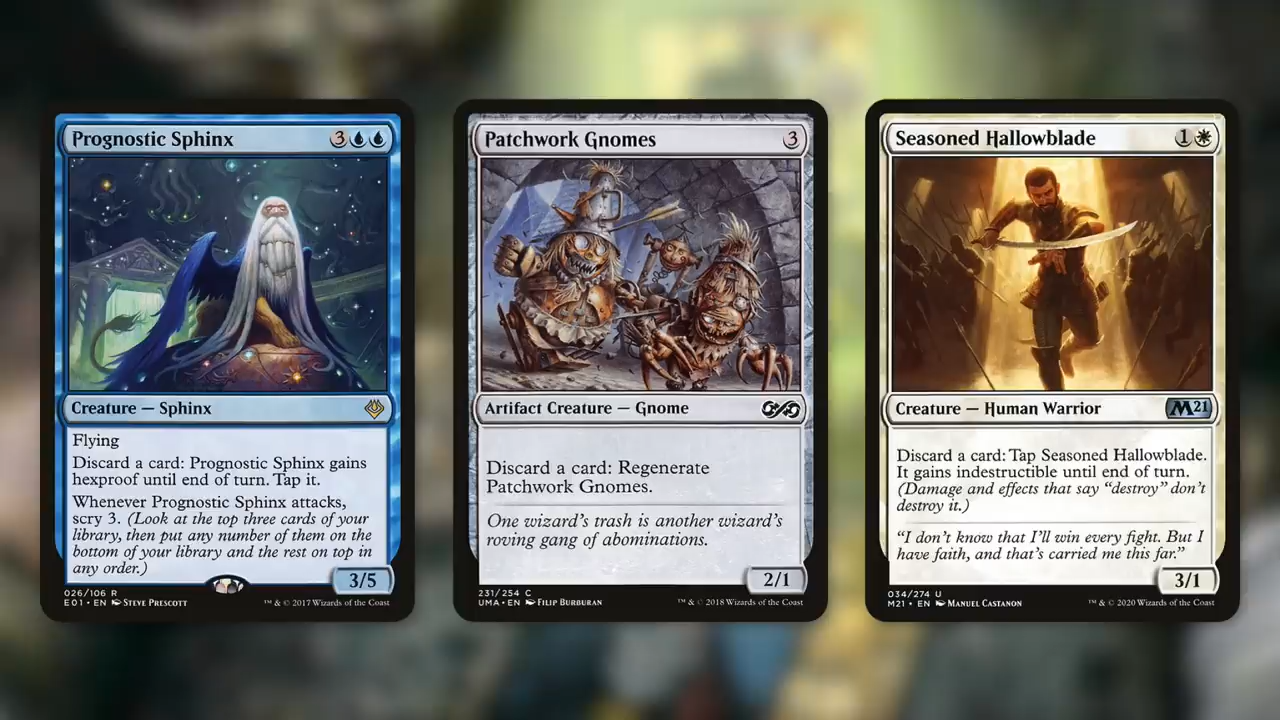 Prognostic Sphinx 3
Creature — Sphinx
Flying
Discard a card: Prognostic Sphinx gains
hexproof until end of turn. Tap it.
Whenever Prognostic Sphinx attacks,
scry 3. (Look at the top three cards of your
library, then put any number of them on the
bottom of your library and the rest on top in
any order.)
3/5
026/106 R
E01 • EN Steve Prescott ™ & © 2017 Wizards of the Coast
Patchwork Gnomes 3
Artifact Creature — Gnome
Discard a card: Regenerate
Patchwork Gnomes.
One wizard's trash is another wizard's
roving gang of abominations.
2/1
231/254 C
UMA • EN Filip Burburan ™ & © 2018 Wizards of the Coast
Seasoned Hallowblade 1
Creature — Human Warrior M21
Discard a card: Tap Seasoned Hallowblade.
It gains indestructible until end of turn.
(Damage and effects that say "destroy" don't
destroy it.)
"I don't know that I'll win every fight. But I
have faith, and that's carried me this far."
3/1
034/274 U
M21 • EN Manuel Castanon ™ & © 2020 Wizards of the Coast